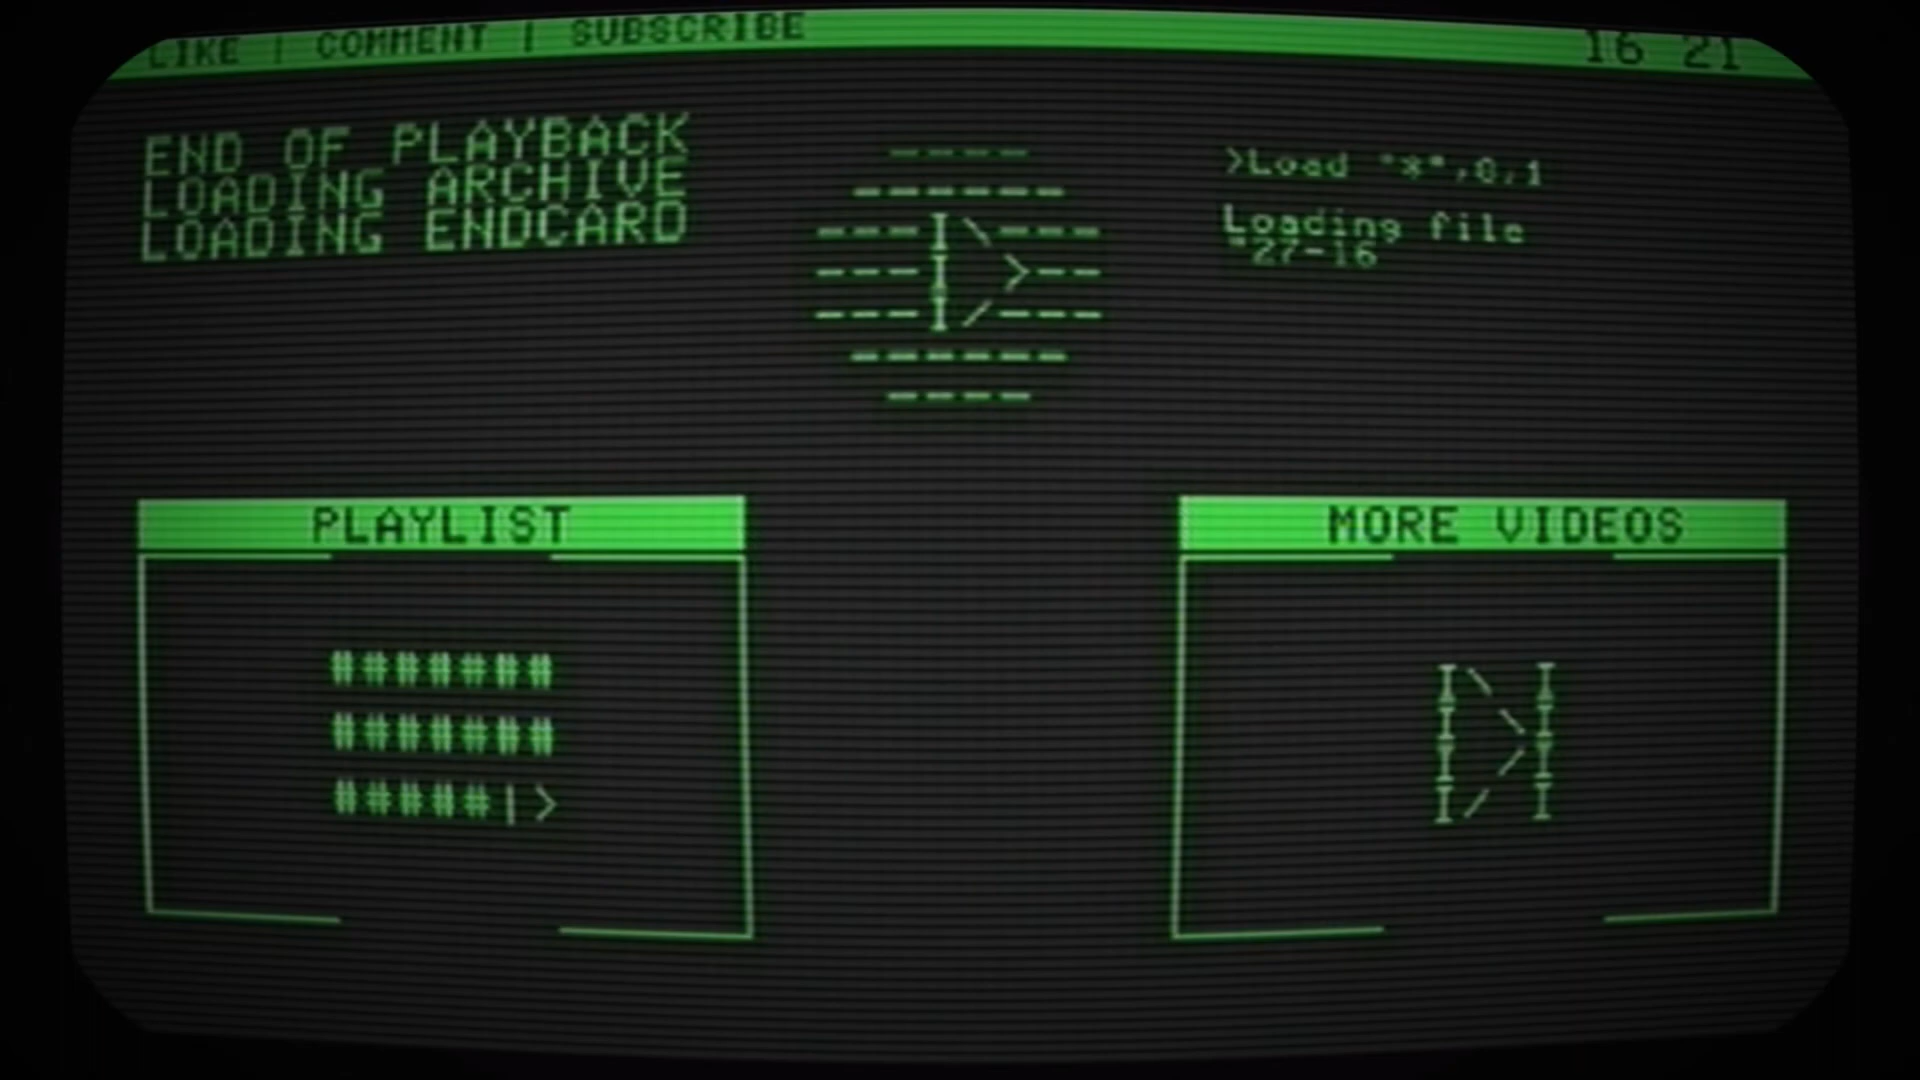 LIKE | COMMENT | SUBSCRIBE
16 21
END OF PLAYBACK
LOADING ARCHIVE
LOADING ENDCARD
>Load "*",8,1
Loading file
"27-16
PLAYLIST
MORE VIDEOS
#######
#######
#####|>